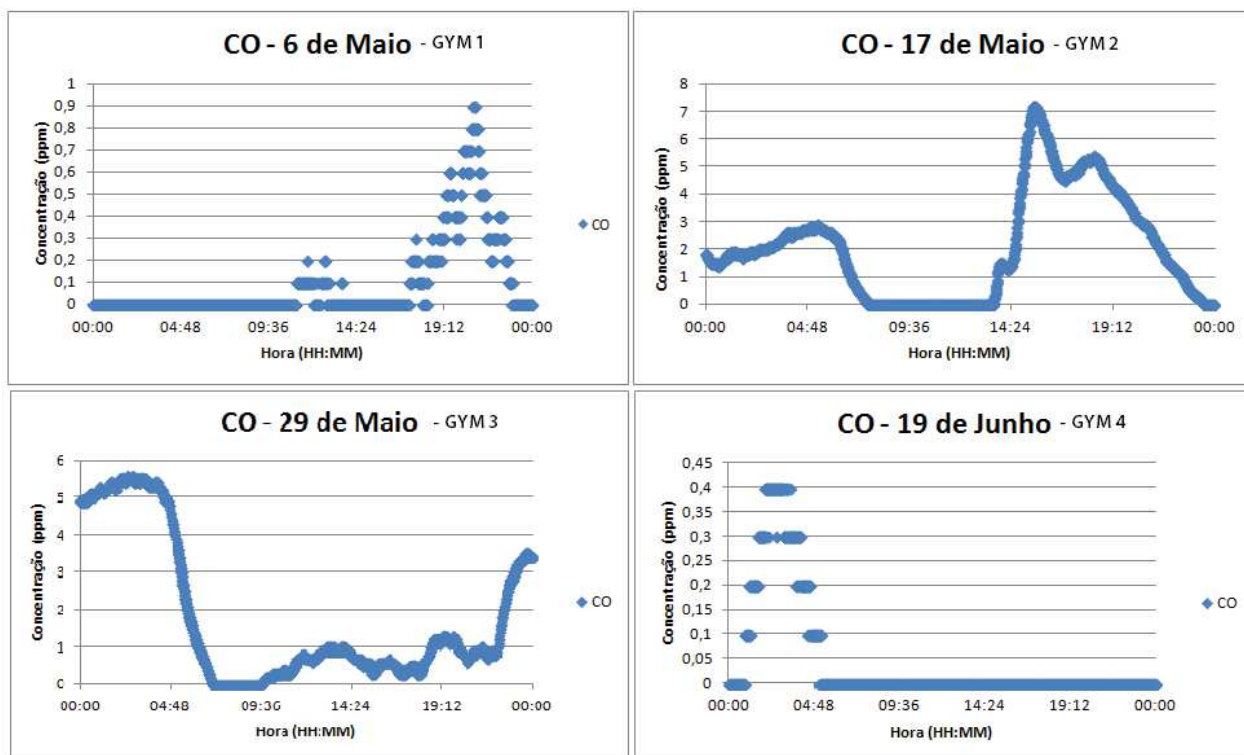 CO - 6 de Maio - GYM 1
Concentração (ppm)
1
0,9
0,8
0,7
0,6
0,5
0,4
0,3
0,2
0,1
0
00:00 04:48 09:36 14:24 19:12 00:00
Hora (HH:MM)
CO
CO - 17 de Maio - GYM 2
Concentração (ppm)
8
7
6
5
4
3
2
1
0
00:00 04:48 09:36 14:24 19:12 00:00
Hora (HH:MM)
CO - 29 de Maio - GYM 3
Concentração (ppm)
6
5
4
3
2
1
0
00:00 04:48 09:36 14:24 19:12 00:00
Hora (HH:MM)
CO
CO - 19 de Junho - GYM 4
Concentração (ppm)
0,45
0,4
0,35
0,3
0,25
0,2
0,15
0,1
0,05
0
00:00 04:48 09:36 14:24 19:12 00:00
Hora (HH:MM)
CO